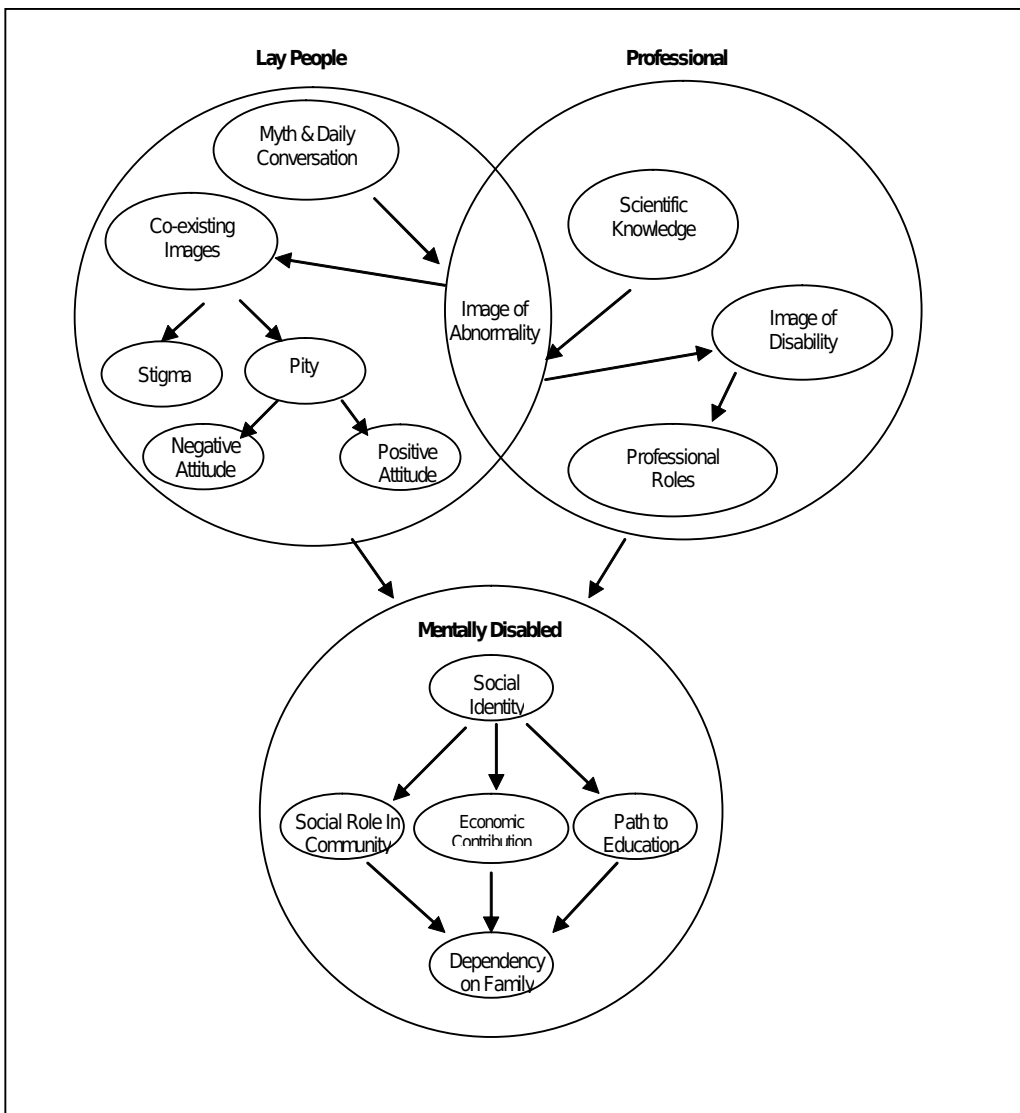 Lay People
Professional
Myth & Daily
Conversation
Co-existing
Images
Scientific
Knowledge
Image of
Abnormality
Image of
Disability
Stigma
Pity
Negative
Attitude
Positive
Attitude
Professional
Roles
Mentally Disabled
Social
Identity
Social Role In
Community
Economic
Contribution
Path to
Education
Dependency
on Family